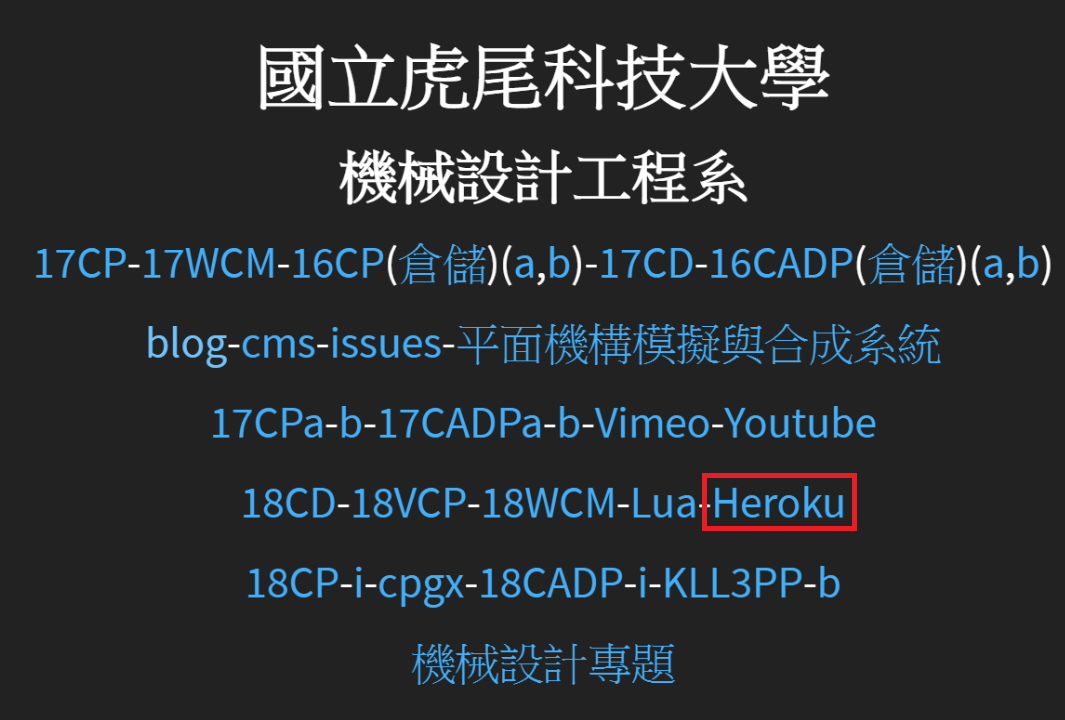 國立虎尾科技大學
機械設計工程系
17CP-17WCM-16CP(倉儲)(a,b)-17CD-16CADP(倉儲)(a,b)
blog-cms-issues-平面機構模擬與合成系統
17CPa-b-17CADPa-b-Vimeo-Youtube
18CD-18VCP-18WCM-Lua-Heroku
18CP-i-cpgx-18CADP-i-KLL3PP-b
機械設計專題